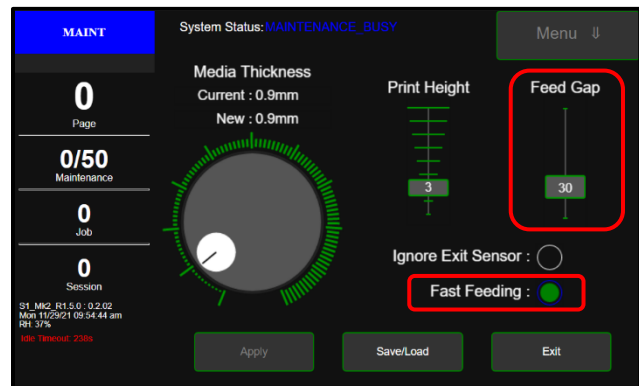 MAINT
System Status: MAINTENANCE_BUSY
Menu ⇓
0
Page
0/50
Maintenance
0
Job
0
Session
S1_Mk2_R1.5.0 : 0.2.02
Mon 11/29/21 09:54:44 am
RH: 37%
Idle Timeout: 238s
Media Thickness
Current : 0.9mm
New : 0.9mm
Print Height
3
Feed Gap
30
Ignore Exit Sensor :
Fast Feeding :
Apply
Save/Load
Exit